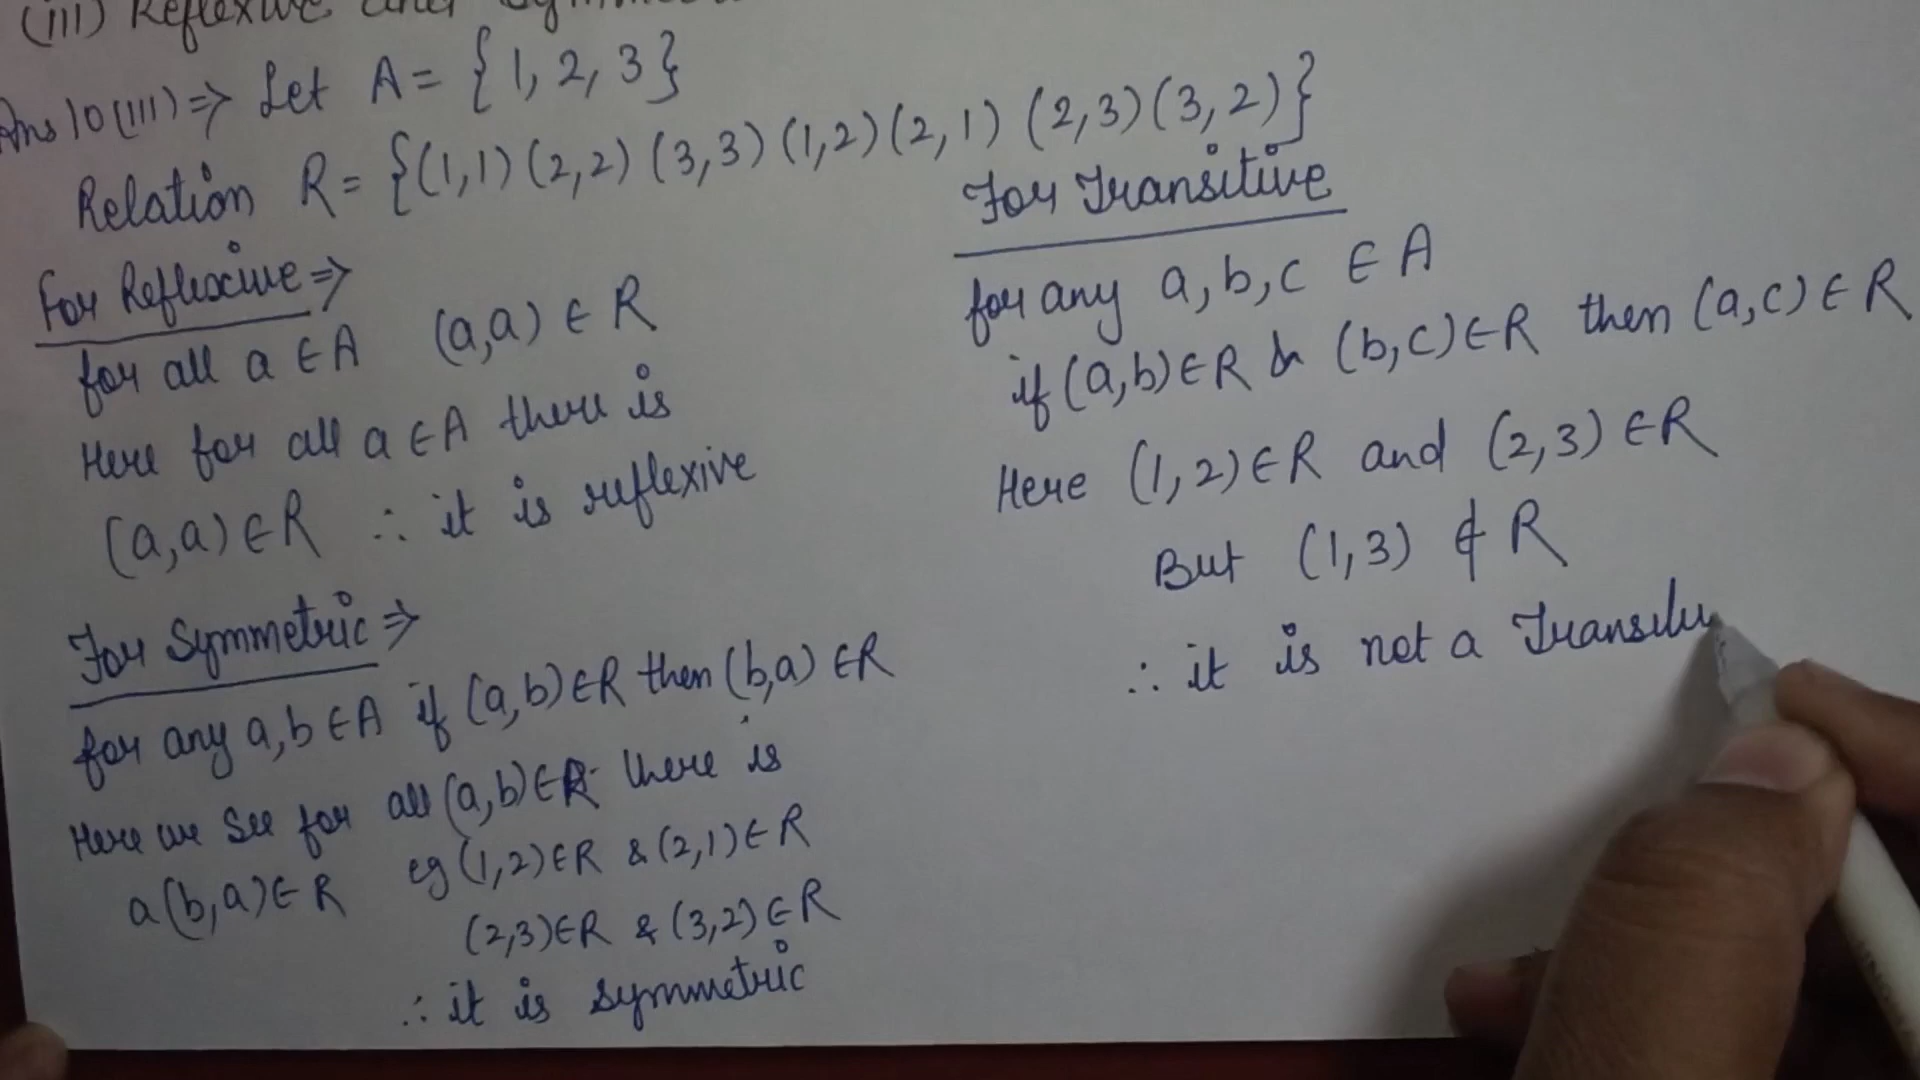 (iii) Reflexive and
Ans 10(iii) ⇒ Let A = {1, 2, 3}
Relation R = {(1,1) (2,2) (3,3) (1,2) (2,1) (2,3) (3,2)}
For Reflexive ⇒
for all a ∈ A (a,a) ∈ R
Here for all a ∈ A there is
(a,a) ∈ R ∴ it is reflexive
For Symmetric ⇒
for any a,b ∈ A if (a,b) ∈ R then (b,a) ∈ R
Here we see for all (a,b) ∈ R there is
a (b,a) ∈ R eg (1,2) ∈ R & (2,1) ∈ R
(2,3) ∈ R & (3,2) ∈ R
∴ it is symmetric
For Transitive
for any a, b, c ∈ A
if (a,b) ∈ R & (b,c) ∈ R then (a,c) ∈ R
Here (1,2) ∈ R and (2,3) ∈ R
But (1,3) ∉ R
∴ it is not a